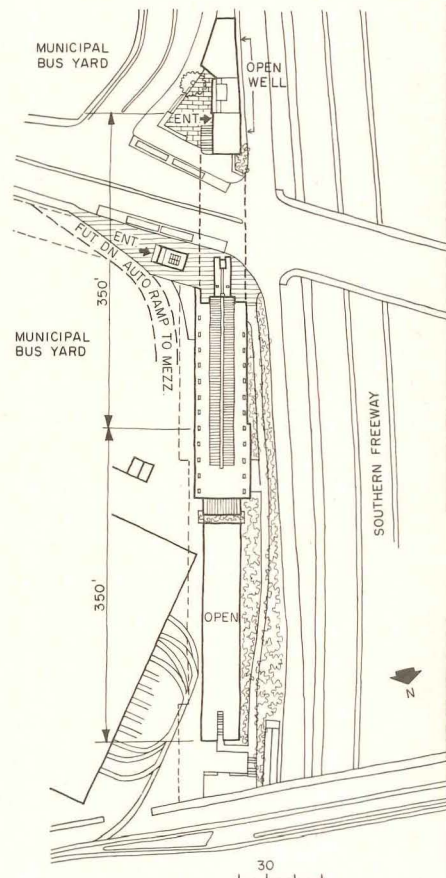 MUNICIPAL
BUS YARD
OPEN
WELL
ENT
ENT
FUT DN. AUTO RAMP TO MEZZ.
350'
MUNICIPAL
BUS YARD
SOUTHERN FREEWAY
350'
OPEN
N
30